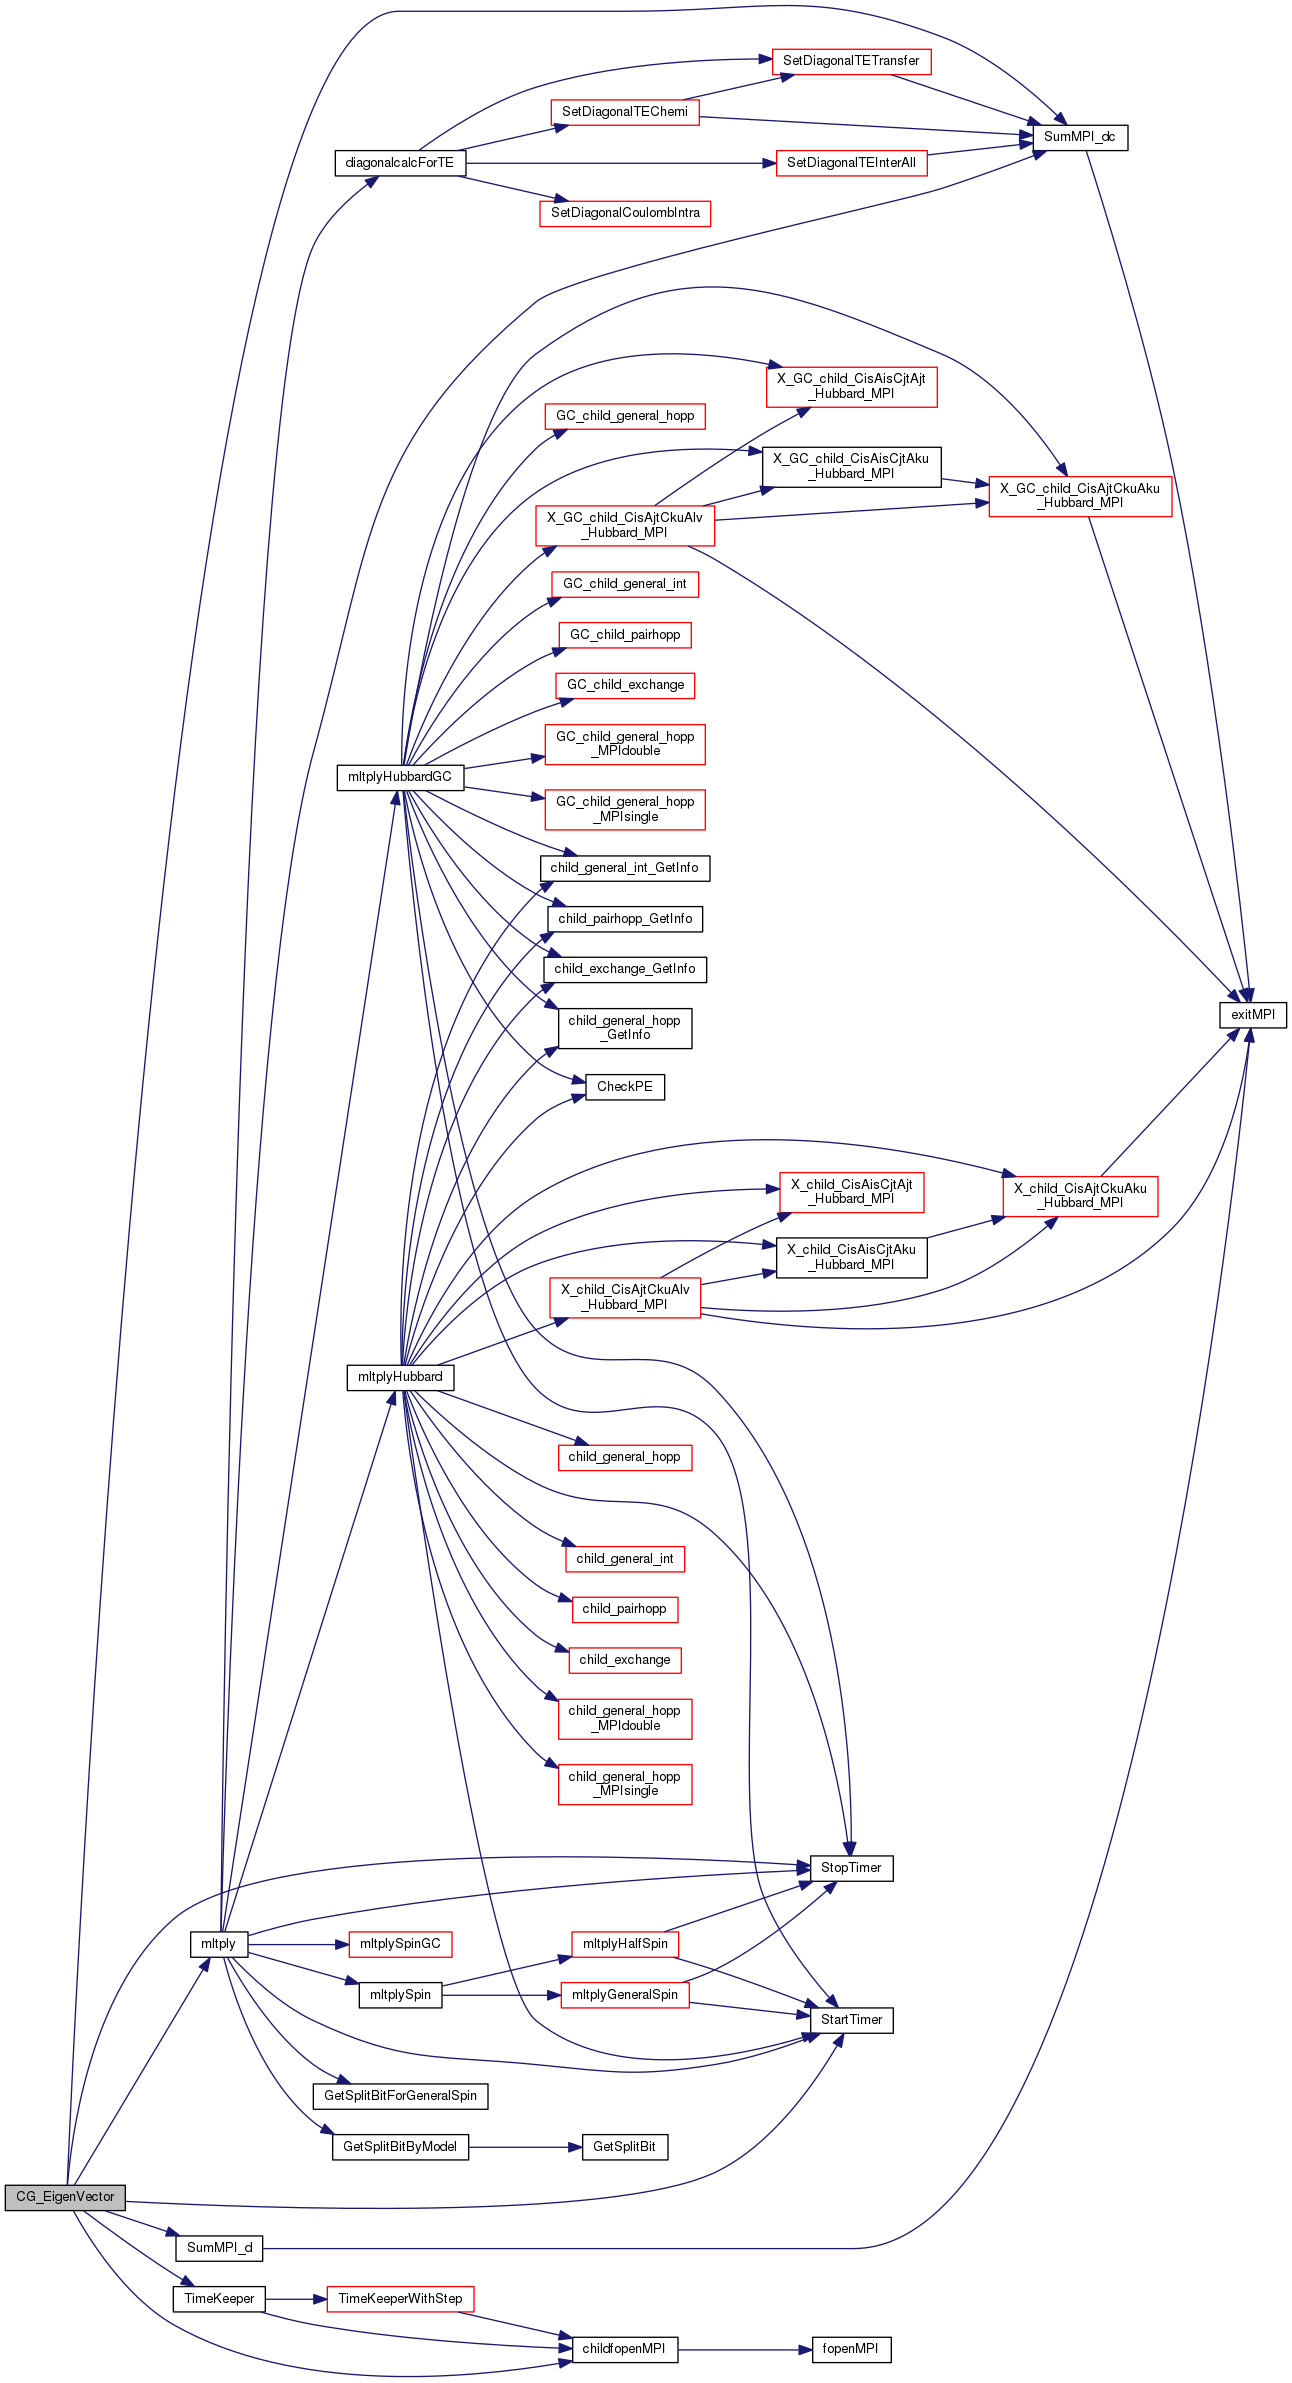 SetDiagonalTETransfer
SetDiagonalTEChemi
SumMPI_dc
diagonalcalcForTE
SetDiagonalTEInterAll
SetDiagonalCoulombIntra
X_GC_child_CisAisCjtAjt
_Hubbard_MPI
GC_child_general_hopp
X_GC_child_CisAisCjtAku
_Hubbard_MPI
X_GC_child_CisAjtCkuAku
_Hubbard_MPI
X_GC_child_CisAjtCkuAlv
_Hubbard_MPI
GC_child_general_int
GC_child_pairhopp
GC_child_exchange
GC_child_general_hopp
_MPIdouble
mltplyHubbardGC
GC_child_general_hopp
_MPIsingle
child_general_int_GetInfo
child_pairhopp_GetInfo
child_exchange_GetInfo
child_general_hopp
_GetInfo
exitMPI
CheckPE
X_child_CisAisCjtAjt
_Hubbard_MPI
X_child_CisAjtCkuAku
_Hubbard_MPI
X_child_CisAisCjtAku
_Hubbard_MPI
X_child_CisAjtCkuAlv
_Hubbard_MPI
mltplyHubbard
child_general_hopp
child_general_int
child_pairhopp
child_exchange
child_general_hopp
_MPIdouble
child_general_hopp
_MPIsingle
StopTimer
mltply
mltplySpinGC
mltplyHalfSpin
mltplySpin
mltplyGeneralSpin
StartTimer
GetSplitBitForGeneralSpin
GetSplitBitByModel
GetSplitBit
CG_EigenVector
SumMPI_d
TimeKeeper
TimeKeeperWithStep
childfopenMPI
fopenMPI